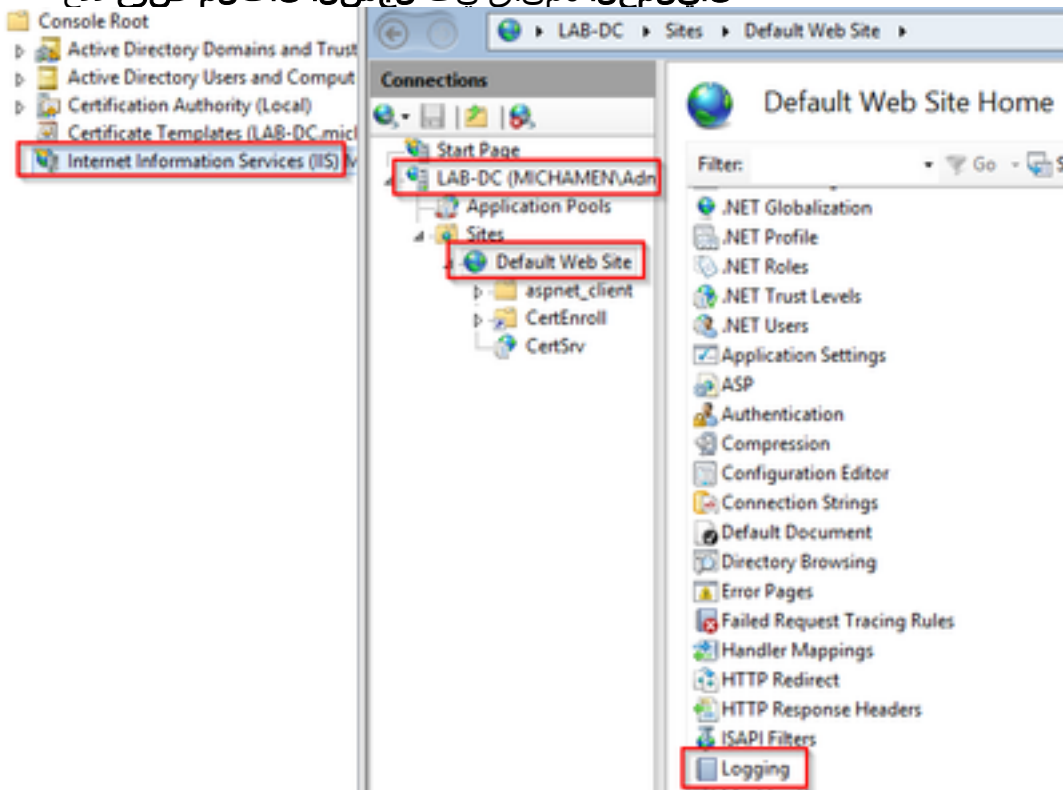 Console Root
Active Directory Domains and Trust
Active Directory Users and Comput
Certification Authority (Local)
Certificate Templates (LAB-DC.mich
Internet Information Services (IIS) M
LAB-DC Sites Default Web Site
Connections
Start Page
LAB-DC (MICHAMEN\Adn
Application Pools
Sites
Default Web Site
aspnet_client
CertEnroll
CertSrv
Default Web Site Home
Filter: Go
.NET Globalization
.NET Profile
.NET Roles
.NET Trust Levels
.NET Users
Application Settings
ASP
Authentication
Compression
Configuration Editor
Connection Strings
Default Document
Directory Browsing
Error Pages
Failed Request Tracing Rules
Handler Mappings
HTTP Redirect
HTTP Response Headers
ISAPI Filters
Logging